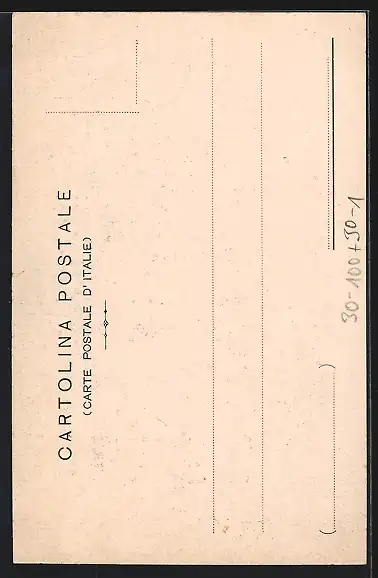 CARTOLINA POSTALE
(CARTE POSTALE D'ITALIE)
( )
30-100+50-1